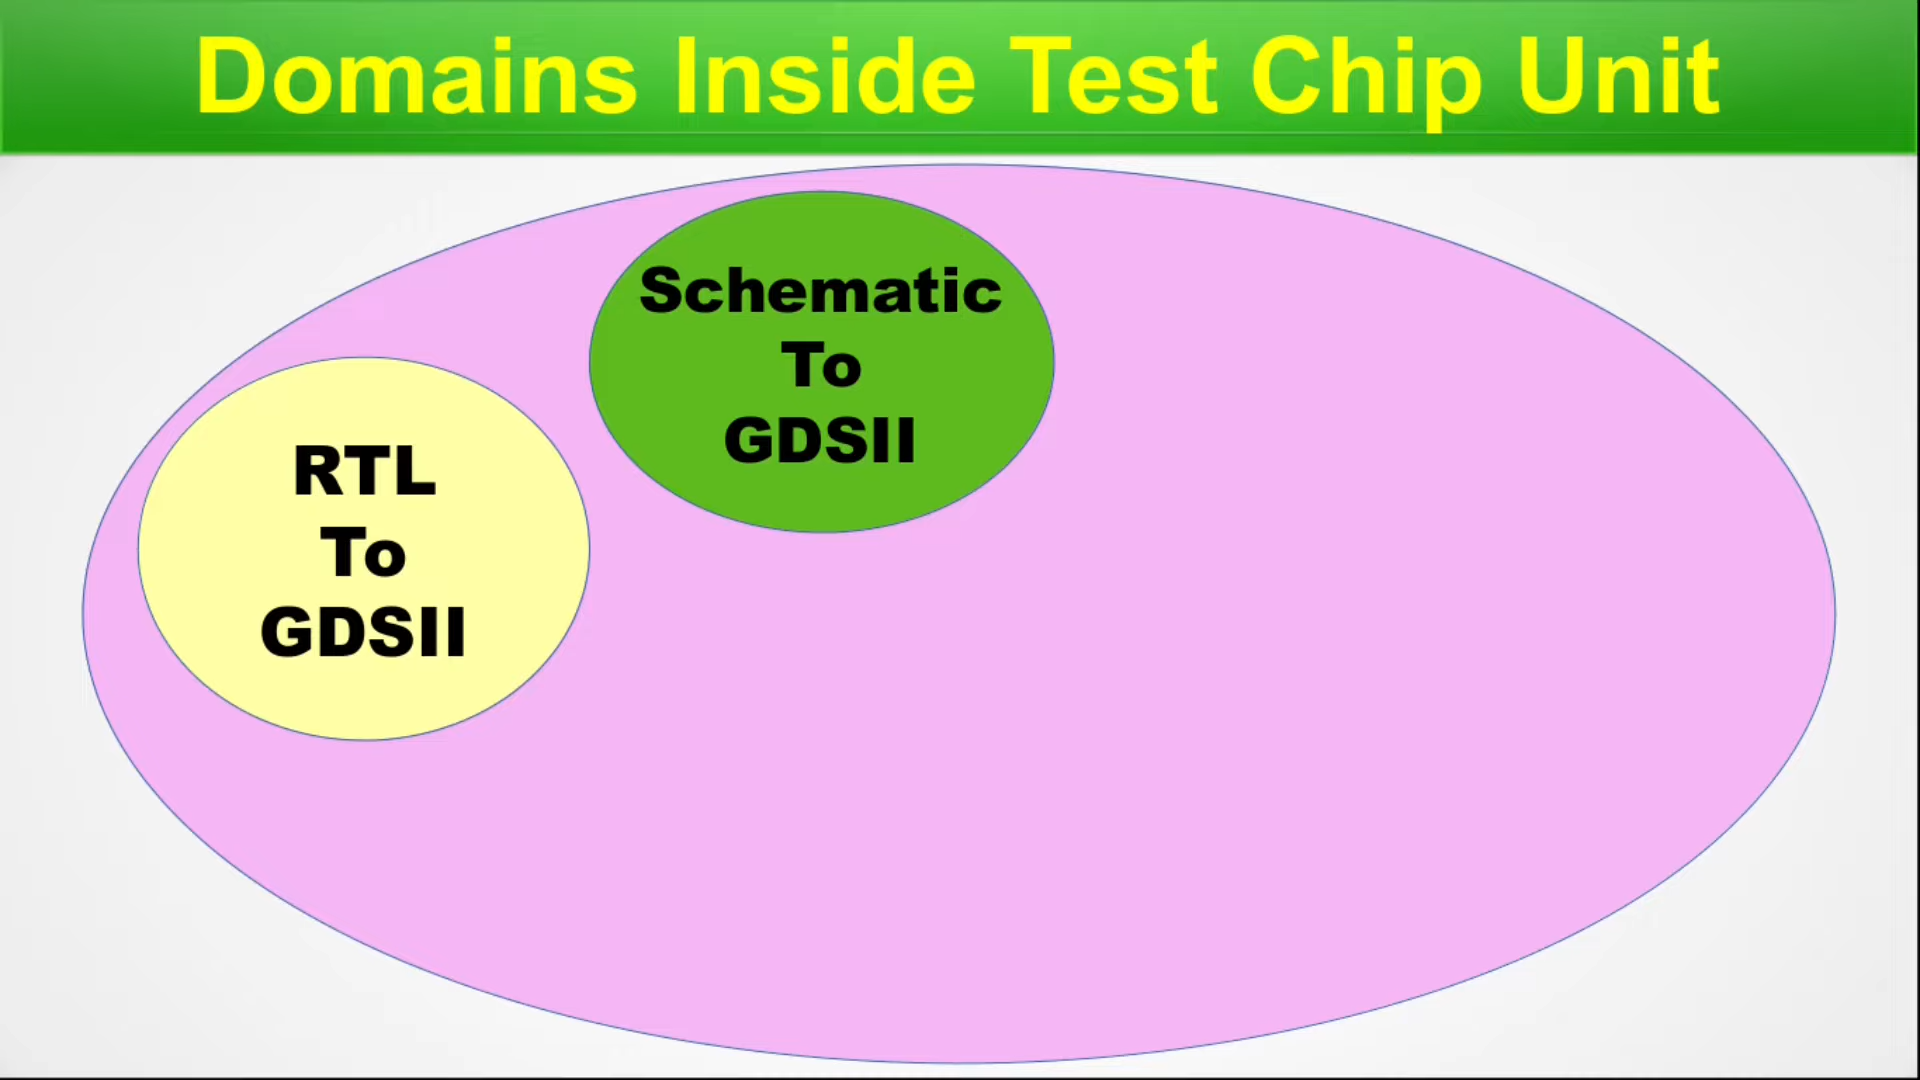 Domains Inside Test Chip Unit
Schematic
To
GDSII
RTL
To
GDSII